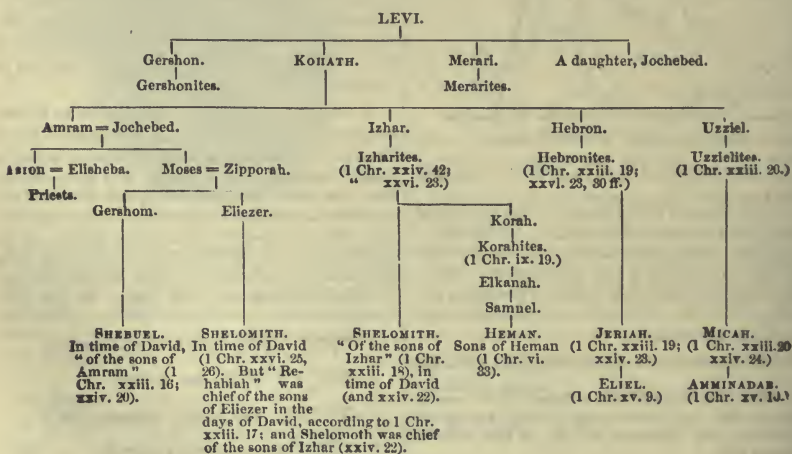 LEVI.
Gershon. KOHATH. Merari. A daughter, Jochebed.
Gershonites. Merarites.
Amram = Jochebed. Izhar. Hebron. Uzziel.
= Elisheba. Moses = Zipporah. Izharites. Hebronites. Uzzielites.
Priests. (1 Chr. xxiv. 42; (1 Chr. xxiii. 19; (1 Chr. xxiii. 20.)
" xxvi. 23.) xxvi. 23, 30 ff.)
Gershom. Eliezer.
Korah.
Korahites.
(1 Chr. ix. 19.)
Elkanah.
Samuel.
SHEBUEL. SHELOMITH. SHELOMITH. HEMAN. JERIAH. MICAH.
In time of David, In time of David "Of the sons of Sons of Heman (1 Chr. xxiii. 19; (1 Chr. xxiii. 20
"of the sons of (1 Chr. xxvi. 25, Izhar" (1 Chr. (1 Chr. vi. xxiv. 23.) xxiv. 24.)
Amram" (1 26). But "Re- xxiii. 18), in 33.) ELIEL. AMMINADAB.
Chr. xxiii. 16; habiah" was time of David (1 Chr. xv. 9.) (1 Chr. xv. 10.)
xxiv. 20). chief of the sons (and xxiv. 22).
of Eliezer in the
days of David, according to 1 Chr.
xxiii. 17; and Shelomoth was chief
of the sons of Izhar (xxiv. 22).